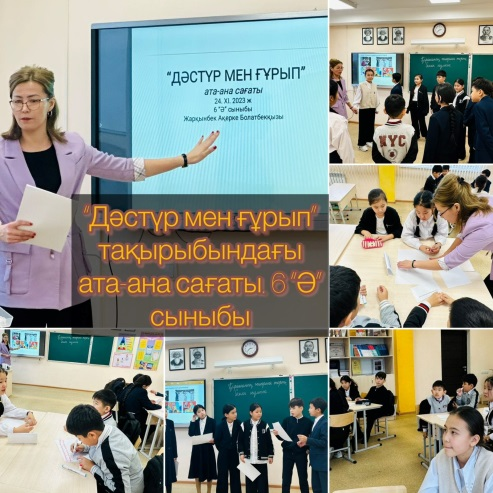 “ДӘСТҮР МЕН ҒҰРЫП”
ата-ана сағаты
24. XI. 2023 ж
6 “Ә” сыныбы
Жарқынбек Ақерке Болатбекқызы
“Дәстүр мен ғұрып”
тақырыбындағы
ата-ана сағаты. 6 “Ә”
сыныбы
NYC